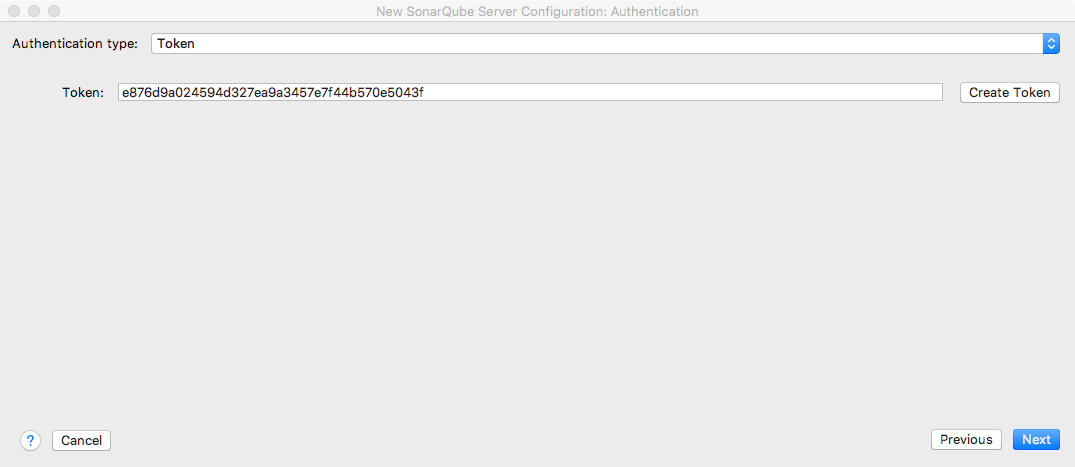 New SonarQube Server Configuration: Authentication
Authentication type: Token
Token: e876d9a024594d327ea9a3457e7f44b570e5043f Create Token
? Cancel Previous Next